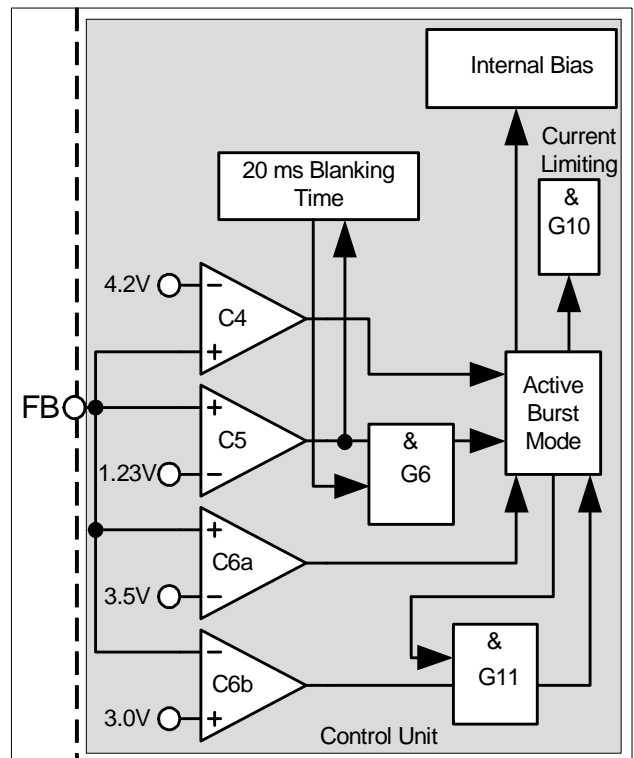 Internal Bias
Current
Limiting
20 ms Blanking
Time
&
G10
4.2V
−
C4
+
FB
+
C5
−
1.23V
&
G6
Active
Burst
Mode
+
C6a
−
3.5V
−
C6b
+
3.0V
&
G11
Control Unit